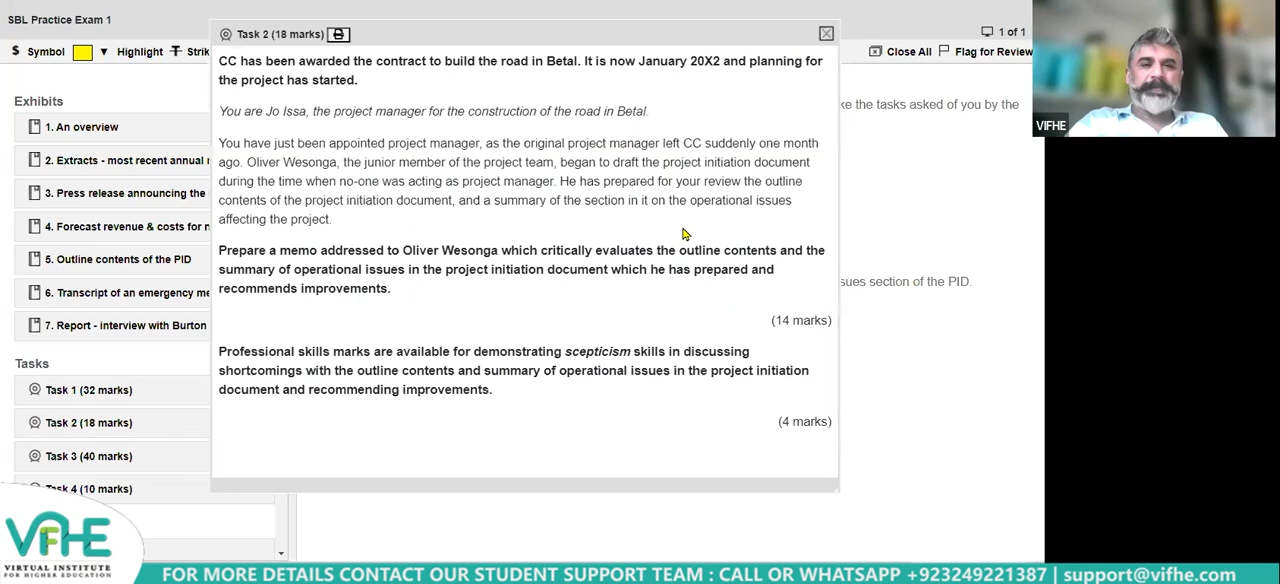 SBL Practice Exam 1
Symbol
Highlight
Strik
Task 2 (18 marks)
1 of 1
Close All
Flag for Review
CC has been awarded the contract to build the road in Betal. It is now January 20X2 and planning for
the project has started.
You are Jo Issa, the project manager for the construction of the road in Betal.
You have just been appointed project manager, as the original project manager left CC suddenly one month
ago. Oliver Wesonga, the junior member of the project team, began to draft the project initiation document
during the time when no-one was acting as project manager. He has prepared for your review the outline
contents of the project initiation document, and a summary of the section in it on the operational issues
affecting the project.
Prepare a memo addressed to Oliver Wesonga which critically evaluates the outline contents and the
summary of operational issues in the project initiation document which he has prepared and
recommends improvements.
(14 marks)
Professional skills marks are available for demonstrating scepticism skills in discussing
shortcomings with the outline contents and summary of operational issues in the project initiation
document and recommending improvements.
(4 marks)
Exhibits
1. An overview
2. Extracts - most recent annual r
3. Press release announcing the
4. Forecast revenue & costs for n
5. Outline contents of the PID
6. Transcript of an emergency me
7. Report - interview with Burton
Tasks
Task 1 (32 marks)
Task 2 (18 marks)
Task 3 (40 marks)
Task 4 (10 marks)
ke the tasks asked of you by the
sues section of the PID.
VIFHE
VFHE
VIRTUAL INSTITUTE
FOR HIGHER EDUCATION
FOR MORE DETAILS CONTACT OUR STUDENT SUPPORT TEAM : CALL OR WHATSAPP +923249221387 | support@vifhe.com